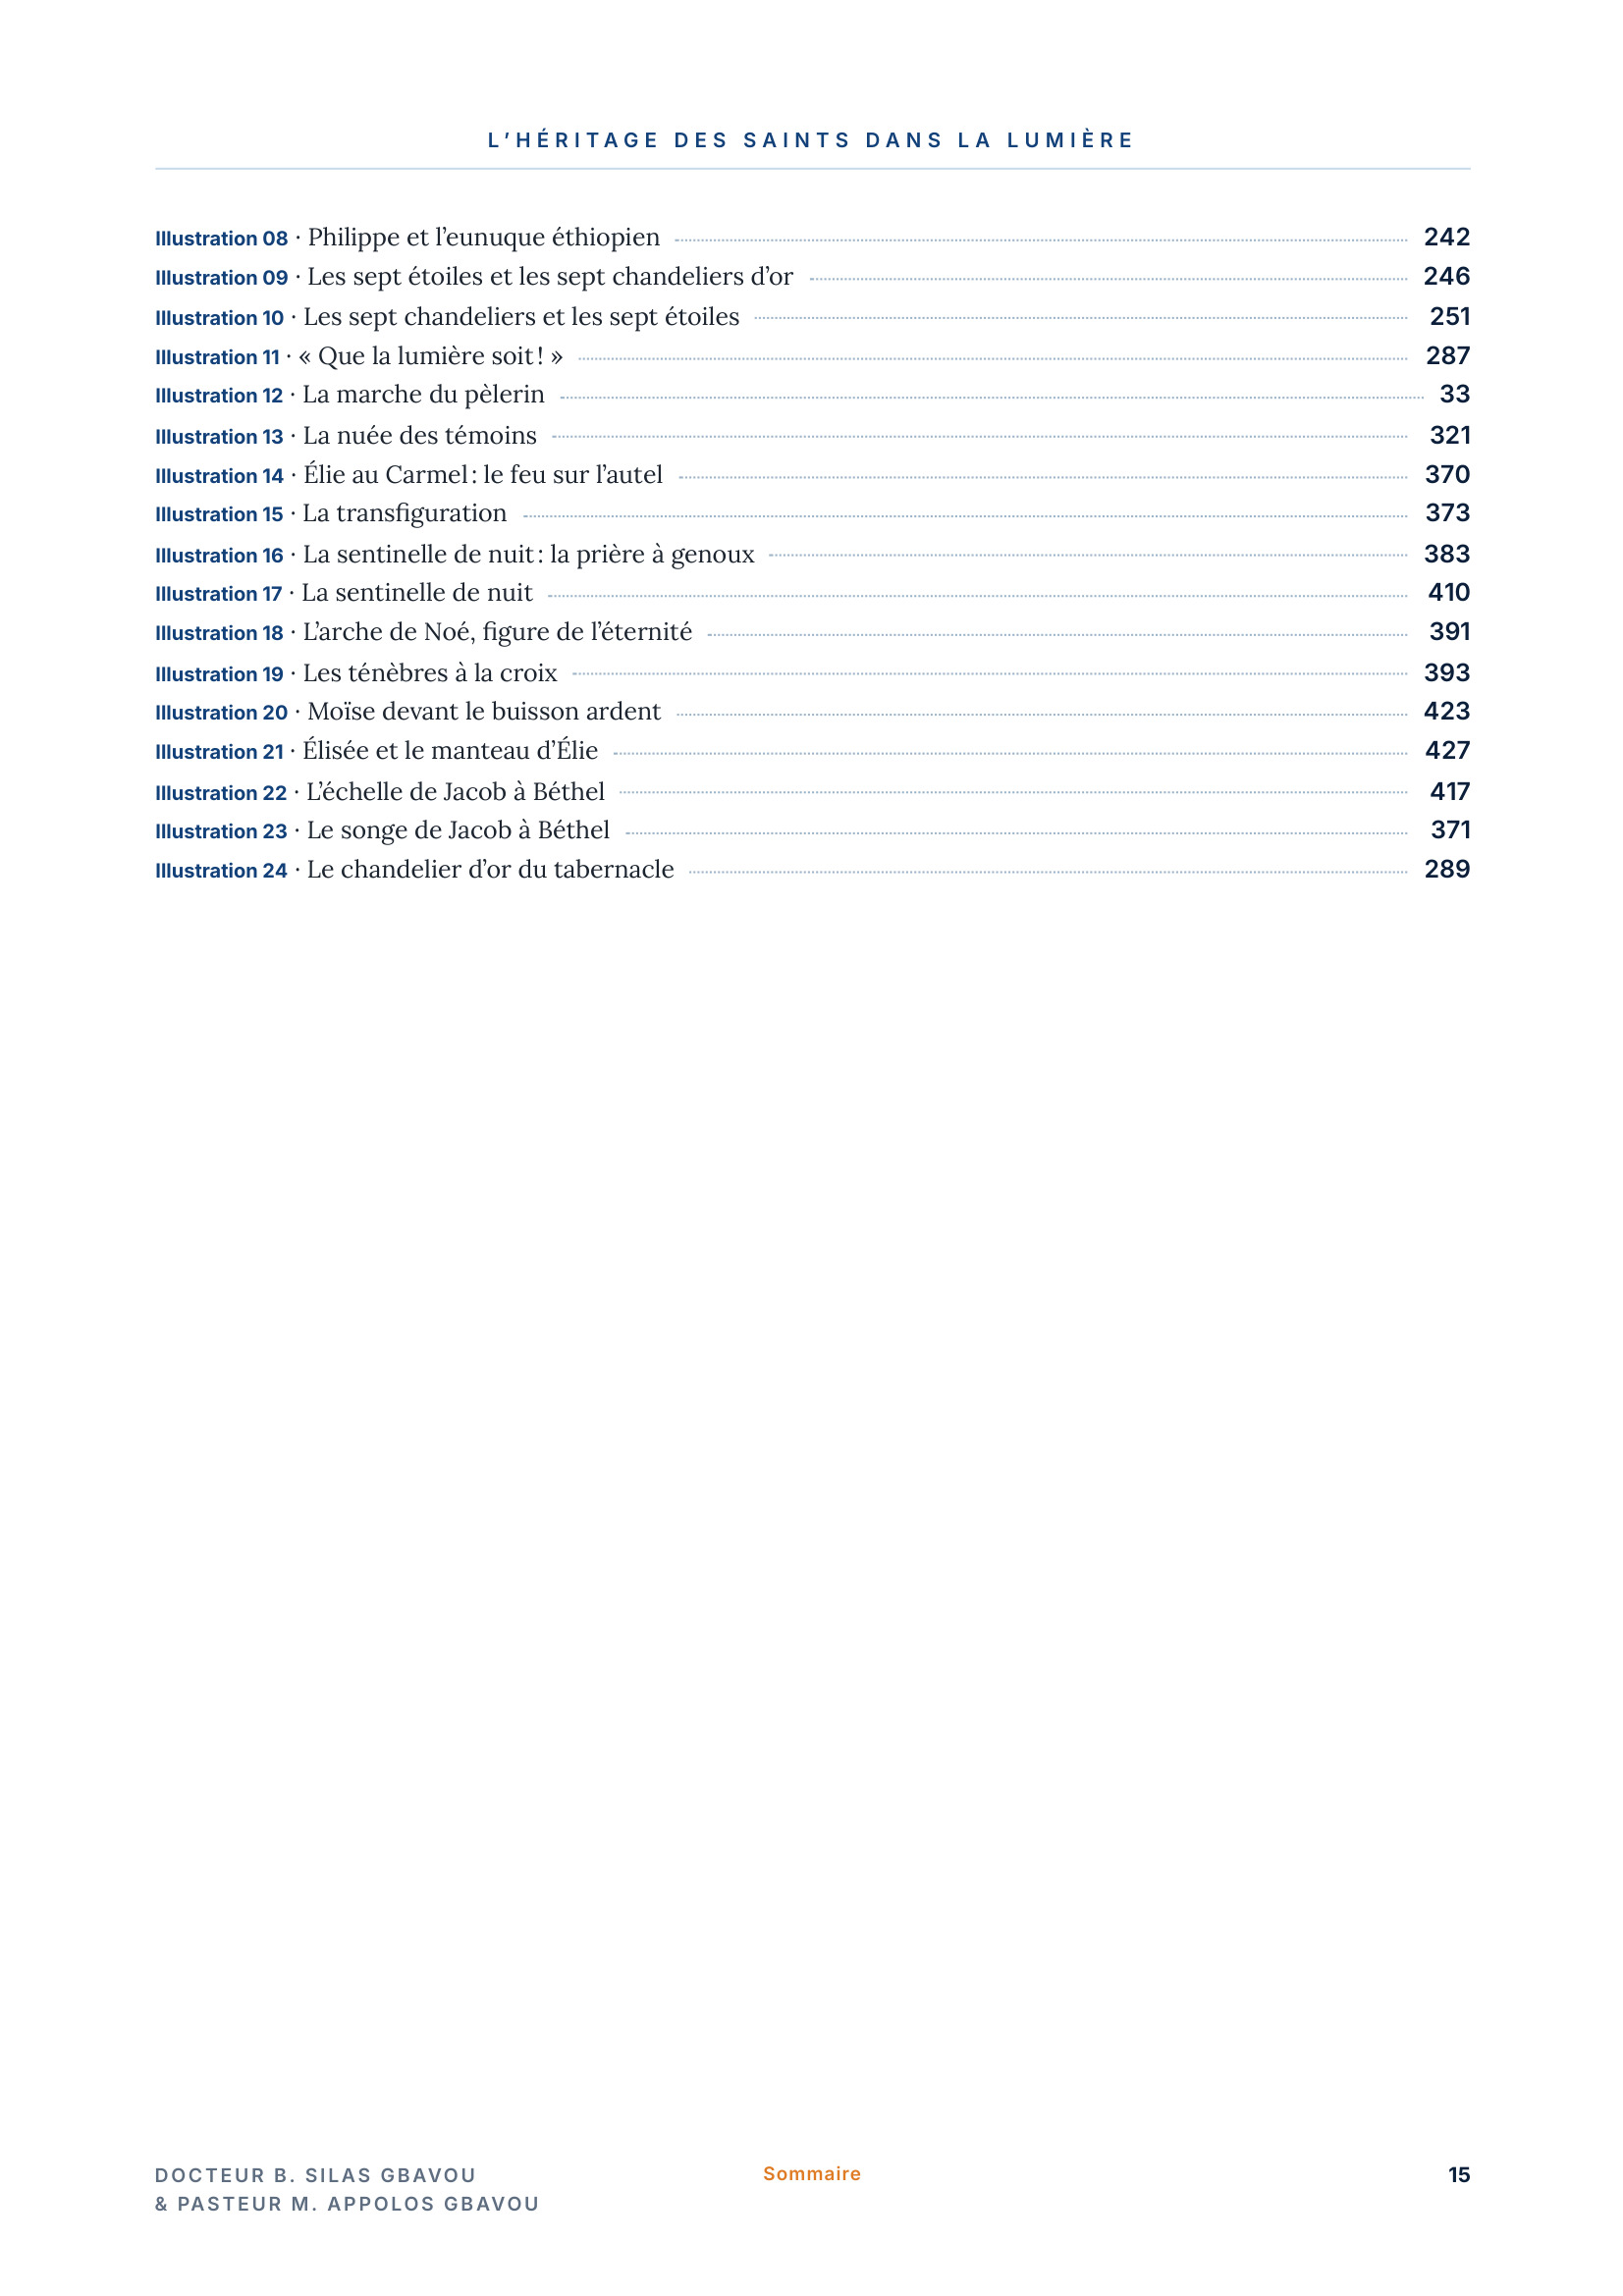 L’HÉRITAGE DES SAINTS DANS LA LUMIÈRE
Illustration 08 · Philippe et l’eunuque éthiopien 242
Illustration 09 · Les sept étoiles et les sept chandeliers d’or 246
Illustration 10 · Les sept chandeliers et les sept étoiles 251
Illustration 11 · « Que la lumière soit ! » 287
Illustration 12 · La marche du pèlerin 33
Illustration 13 · La nuée des témoins 321
Illustration 14 · Élie au Carmel : le feu sur l’autel 370
Illustration 15 · La transfiguration 373
Illustration 16 · La sentinelle de nuit : la prière à genoux 383
Illustration 17 · La sentinelle de nuit 410
Illustration 18 · L’arche de Noé, figure de l’éternité 391
Illustration 19 · Les ténèbres à la croix 393
Illustration 20 · Moïse devant le buisson ardent 423
Illustration 21 · Élisée et le manteau d’Élie 427
Illustration 22 · L’échelle de Jacob à Béthel 417
Illustration 23 · Le songe de Jacob à Béthel 371
Illustration 24 · Le chandelier d’or du tabernacle 289
DOCTEUR B. SILAS GBAVOU
& PASTEUR M. APPOLOS GBAVOU
Sommaire
15